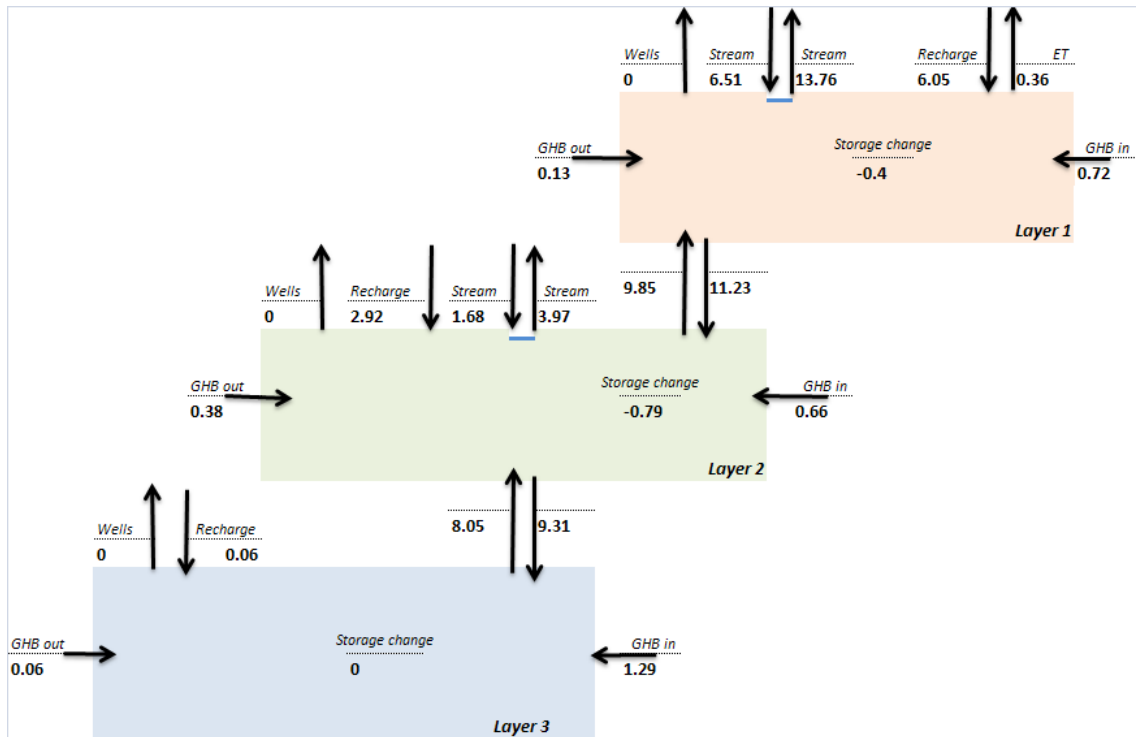 Wells Stream Stream Recharge ET
0 6.51 13.76 6.05 0.36
GHB out Storage change GHB in
0.13 -0.4 0.72
Layer 1
9.85 11.23
Wells Recharge Stream Stream
0 2.92 1.68 3.97
GHB out Storage change GHB in
0.38 -0.79 0.66
Layer 2
8.05 9.31
Wells Recharge
0 0.06
GHB out Storage change GHB in
0.06 0 1.29
Layer 3